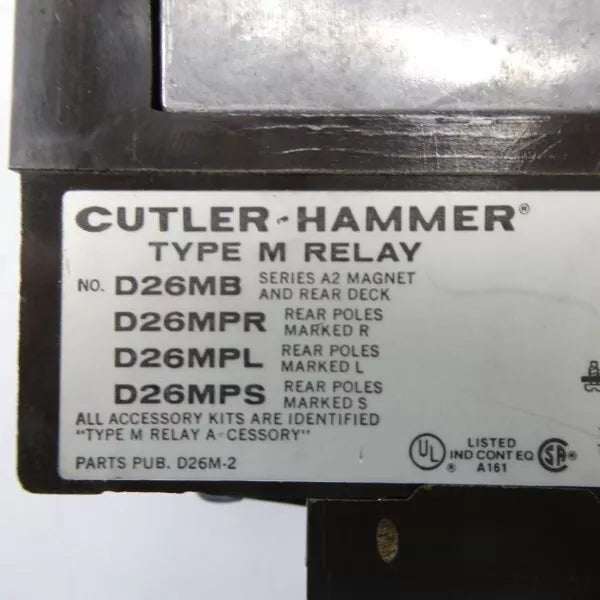 CUTLER-HAMMER®
TYPE M RELAY
NO. D26MB SERIES A2 MAGNET
AND REAR DECK
D26MPR REAR POLES
MARKED R
D26MPL REAR POLES
MARKED L
D26MPS REAR POLES
MARKED S
ALL ACCESSORY KITS ARE IDENTIFIED
"TYPE M RELAY A CESSORY"
PARTS PUB. D26M-2
UL ® LISTED
IND CONT EQ
A161
SA ®